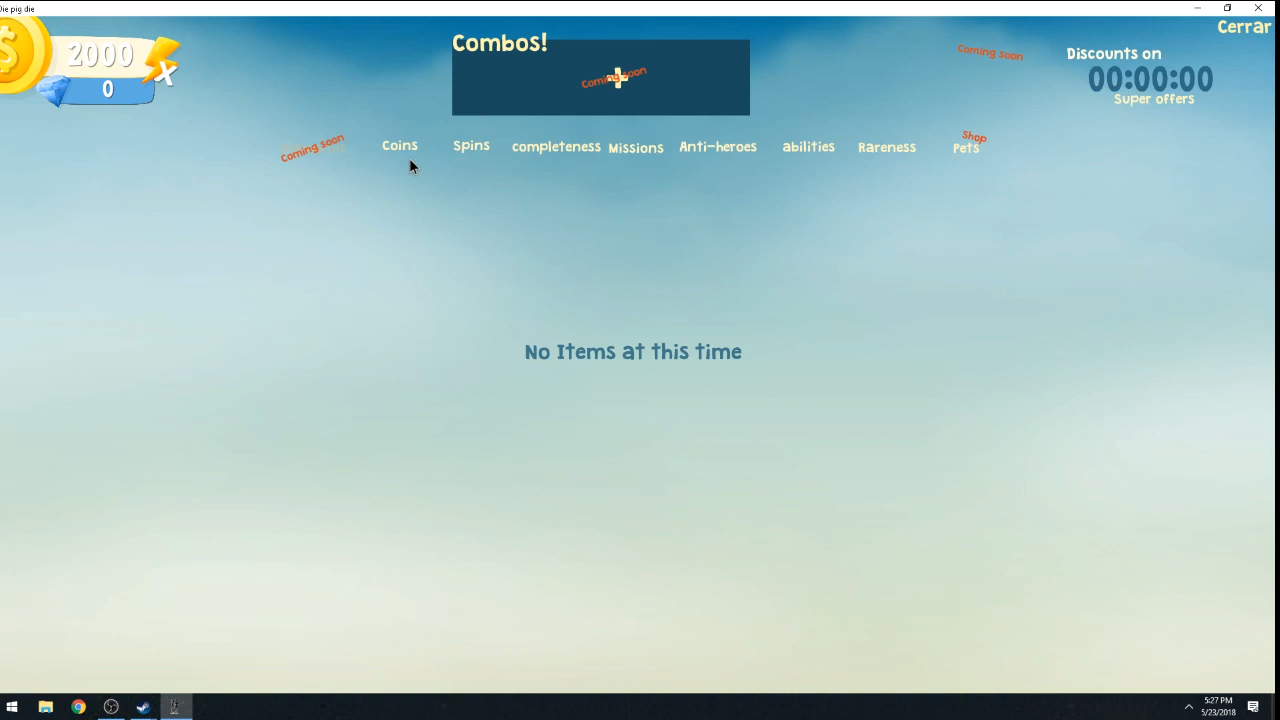 Die pig die
Cerrar
2000
x
0
Combos!
Coming soon
Coming soon
Discounts on
00:00:00
Super offers
Coming soon
Coins
Spins
completeness
Missions
Anti-heroes
abilities
Rareness
Shop
Pets
No Items at this time
5:27 PM
5/23/2018